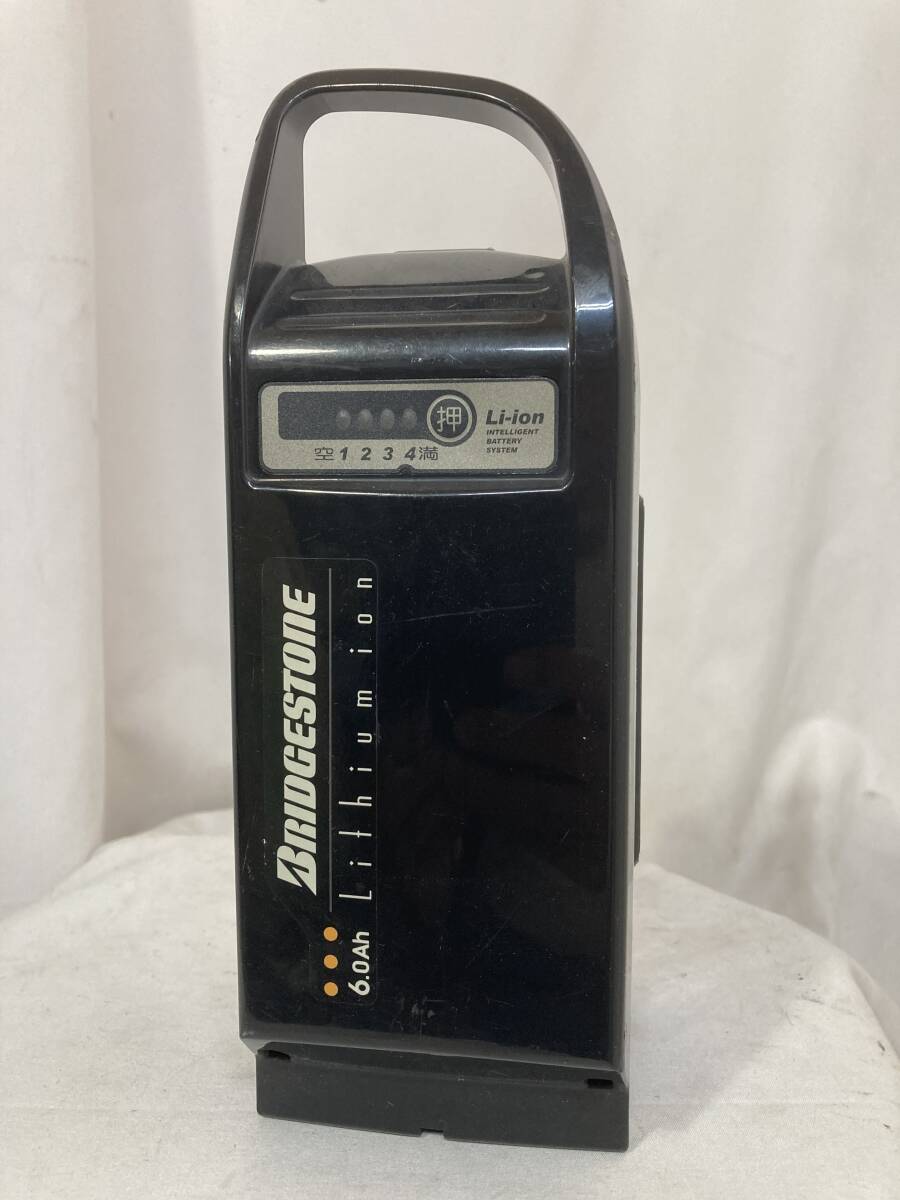 押
Li-ion
INTELLIGENT
BATTERY
SYSTEM
空 1 2 3 4 満
BRIDGESTONE
6.0Ah Lithium ion